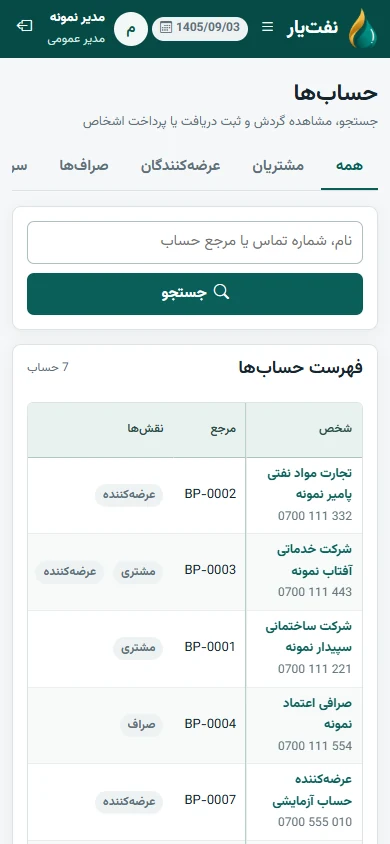 نفت‌یار
1405/09/03
م
مدیر نمونه
مدیر عمومی
حساب‌ها
جستجو، مشاهده گردش و ثبت دریافت یا پرداخت اشخاص
همه مشتریان عرضه‌کنندگان صراف‌ها سر
نام، شماره تماس یا مرجع حساب
جستجو
فهرست حساب‌ها
7 حساب
شخص مرجع نقش‌ها
تجارت مواد نفتی
پامیر نمونه
0700 111 332
BP-0002
عرضه‌کننده
شرکت خدماتی
آفتاب نمونه
0700 111 443
BP-0003
مشتری عرضه‌کننده
شرکت ساختمانی
سپیدار نمونه
0700 111 221
BP-0001
مشتری
صرافی اعتماد
نمونه
0700 111 554
BP-0004
صراف
عرضه‌کننده
حساب آزمایشی
0700 555 010
BP-0007
عرضه‌کننده